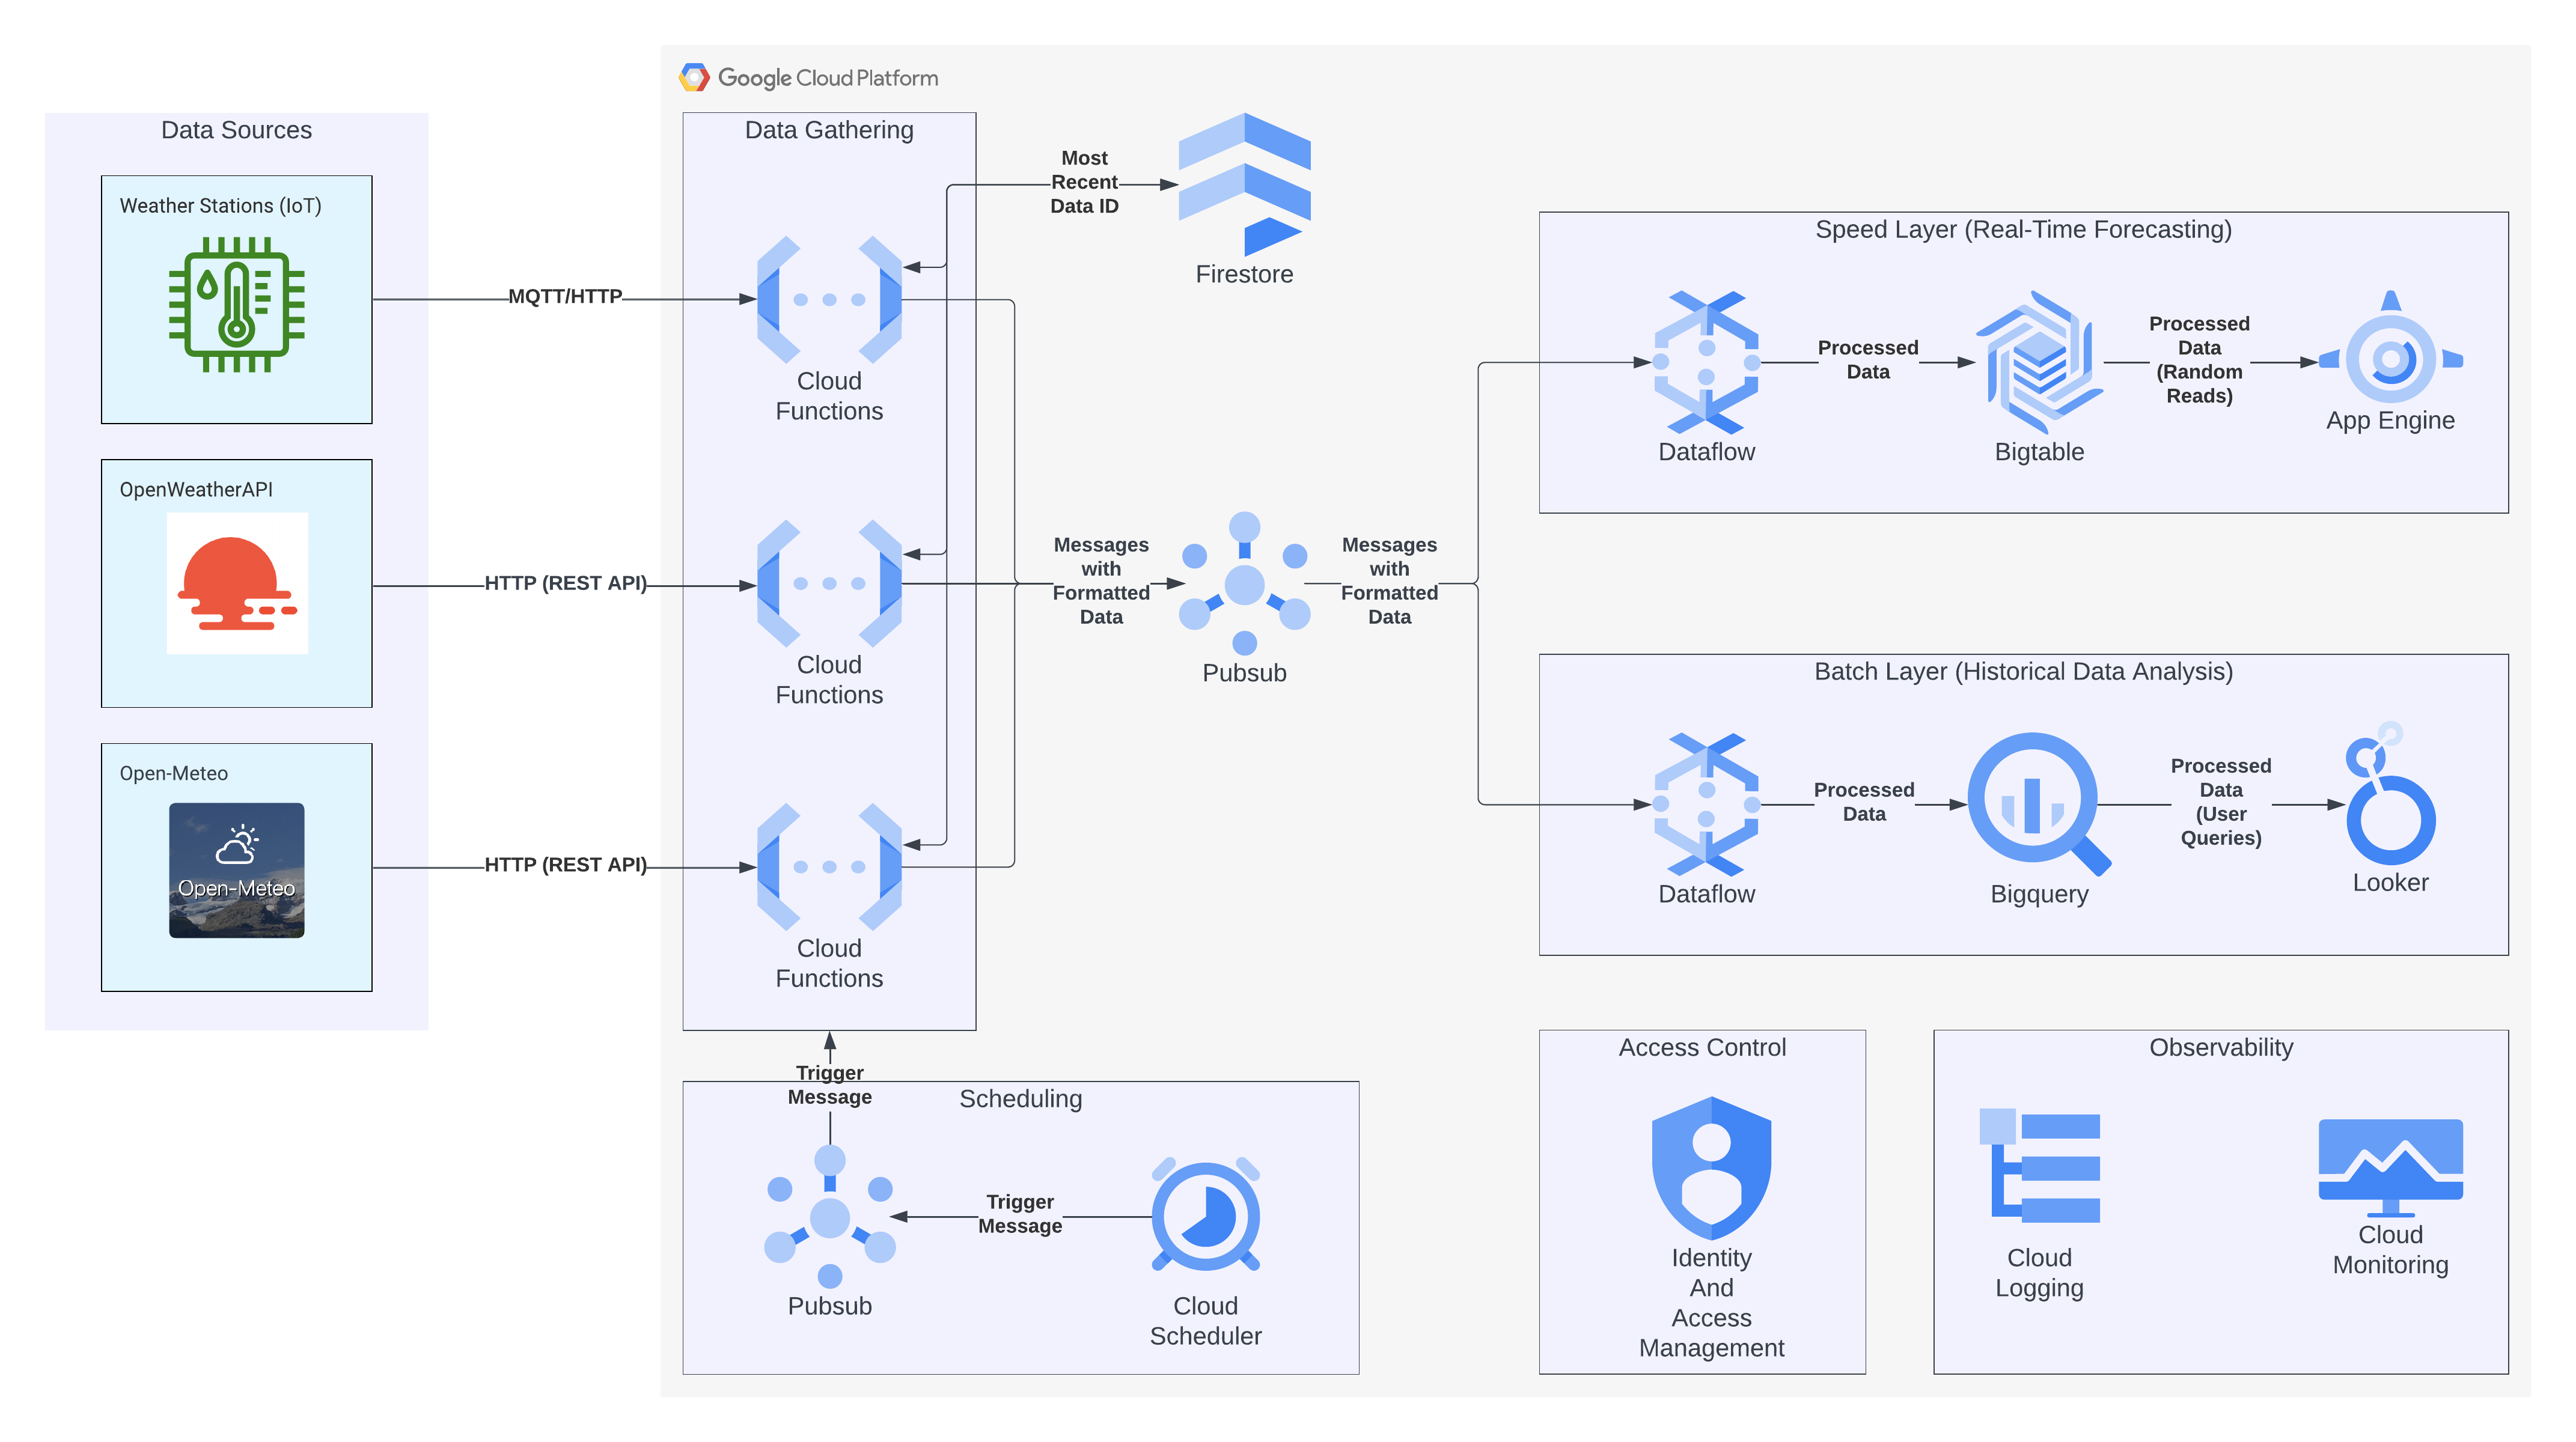 Google Cloud Platform
Data Sources
Weather Stations (IoT)
OpenWeatherAPI
Open-Meteo
Open-Meteo
MQTT/HTTP
HTTP (REST API)
HTTP (REST API)
Data Gathering
Cloud
Functions
Cloud
Functions
Cloud
Functions
Most
Recent
Data ID
Firestore
Messages
with
Formatted
Data
Pubsub
Messages
with
Formatted
Data
Speed Layer (Real-Time Forecasting)
Dataflow
Processed
Data
Bigtable
Processed
Data
(Random
Reads)
App Engine
Batch Layer (Historical Data Analysis)
Dataflow
Processed
Data
Bigquery
Processed
Data
(User
Queries)
Looker
Trigger
Message
Scheduling
Pubsub
Trigger
Message
Cloud
Scheduler
Access Control
Identity
And
Access
Management
Observability
Cloud
Logging
Cloud
Monitoring